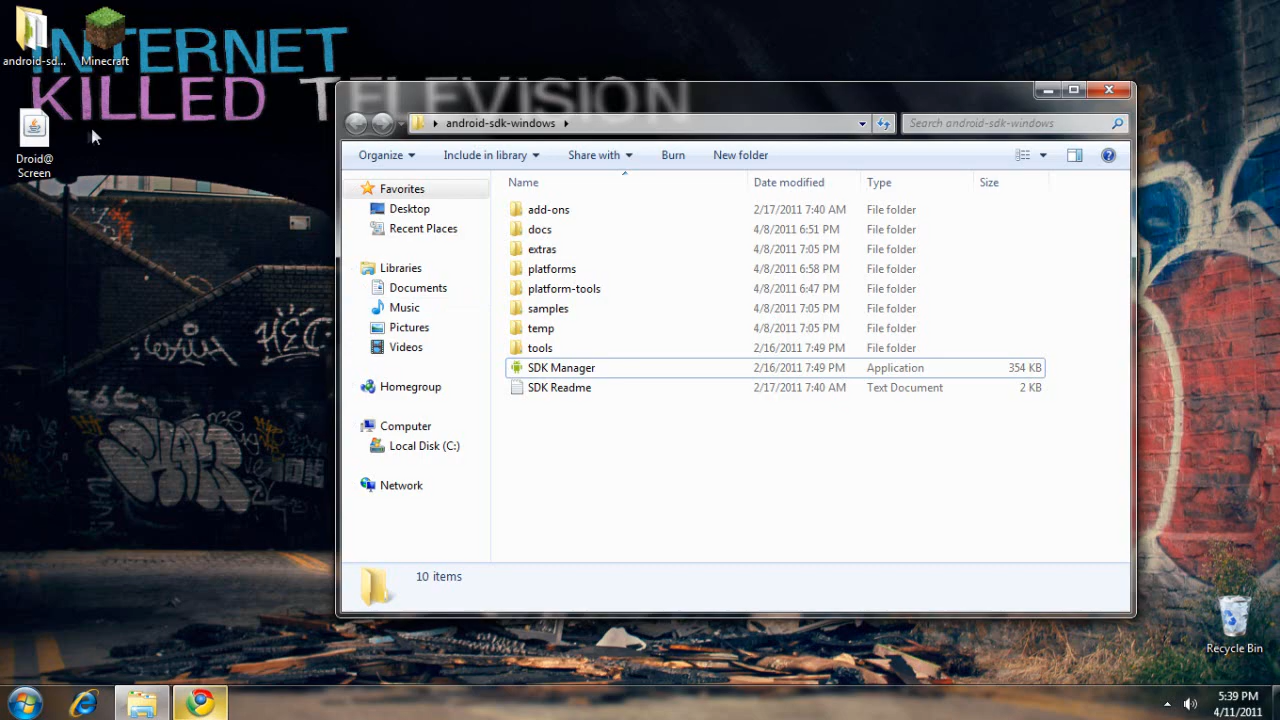 INTERNET
KILLED TELEVISION
android-sd...
Minecraft
Droid@
Screen
android-sdk-windows
Search android-sdk-windows
Organize
Include in library
Share with
Burn
New folder
Name Date modified Type Size
Favorites
Desktop
Recent Places
Libraries
Documents
Music
Pictures
Videos
Homegroup
Computer
Local Disk (C:)
Network
add-ons 2/17/2011 7:40 AM File folder
docs 4/8/2011 6:51 PM File folder
extras 4/8/2011 7:05 PM File folder
platforms 4/8/2011 6:58 PM File folder
platform-tools 4/8/2011 6:47 PM File folder
samples 4/8/2011 7:05 PM File folder
temp 4/8/2011 7:05 PM File folder
tools 2/16/2011 7:49 PM File folder
SDK Manager 2/16/2011 7:49 PM Application 354 KB
SDK Readme 2/17/2011 7:40 AM Text Document 2 KB
10 items
Recycle Bin
5:39 PM
4/11/2011